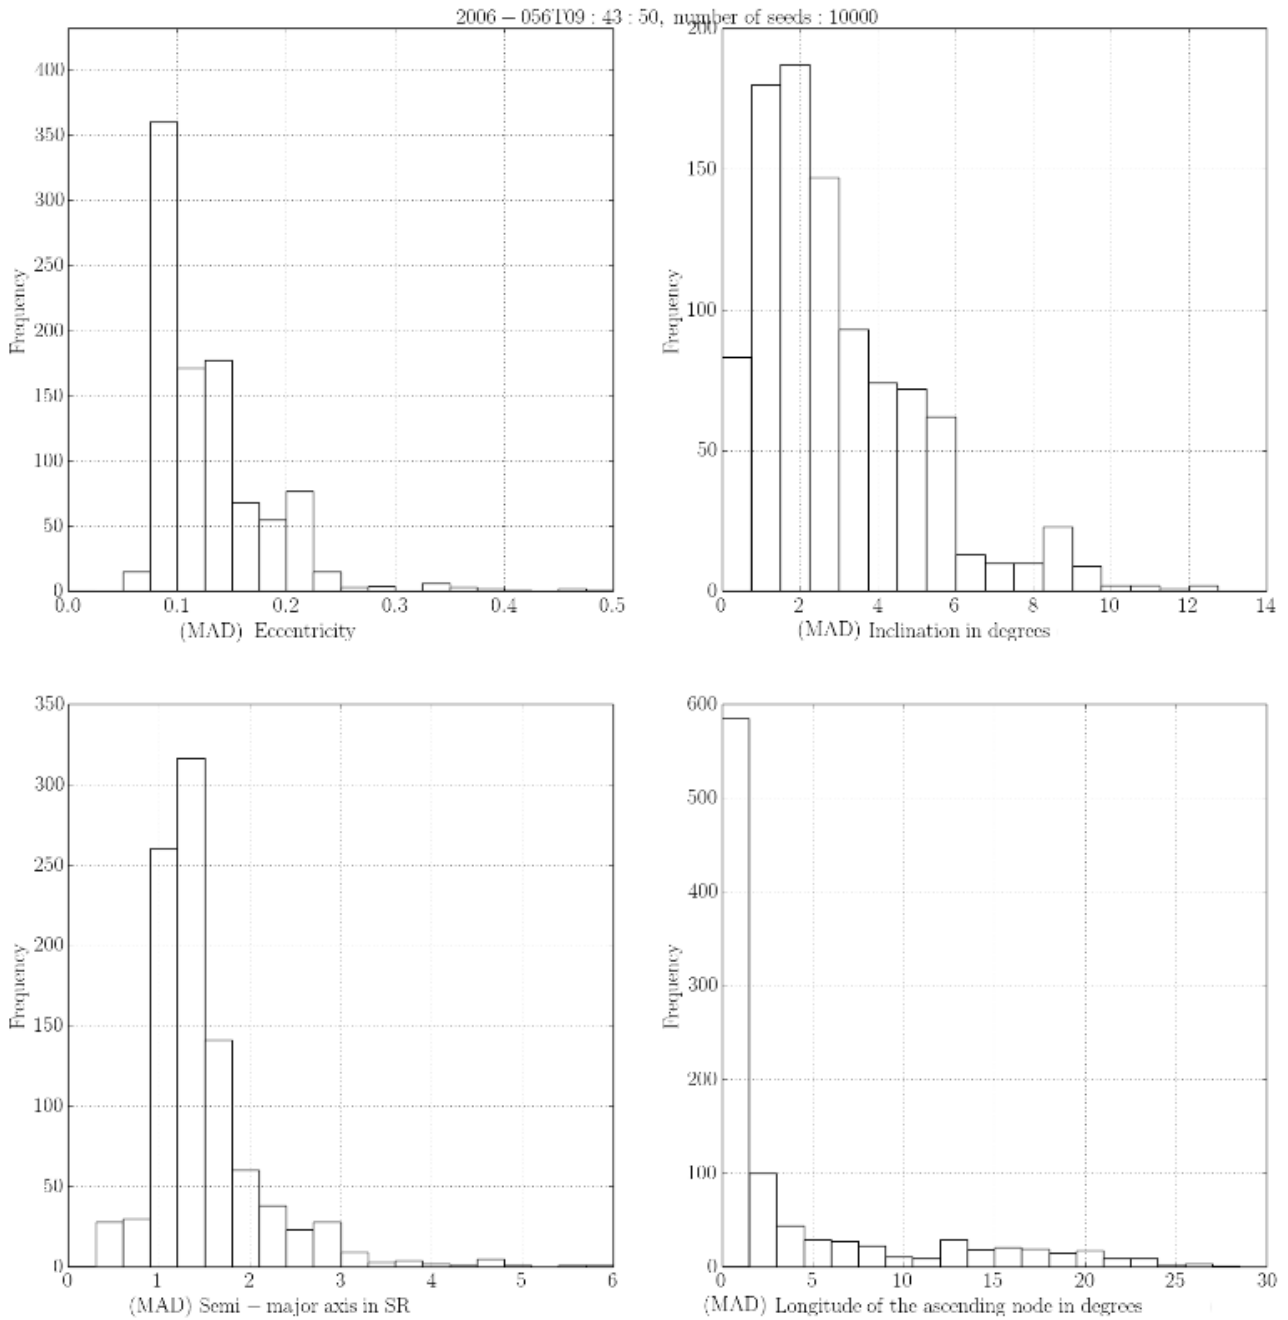 2006 − 056T09 : 43 : 50, number of seeds : 10000
400
350
300
250
200
150
100
50
0
Frequency
0.0 0.1 0.2 0.3 0.4 0.5
(MAD) Eccentricity
200
150
100
50
0
Frequency
0 2 4 6 8 10 12 14
(MAD) Inclination in degrees
350
300
250
200
150
100
50
0
Frequency
0 1 2 3 4 5 6
(MAD) Semi − major axis in SR
600
500
400
300
200
100
0
Frequency
0 5 10 15 20 25 30
(MAD) Longitude of the ascending node in degrees